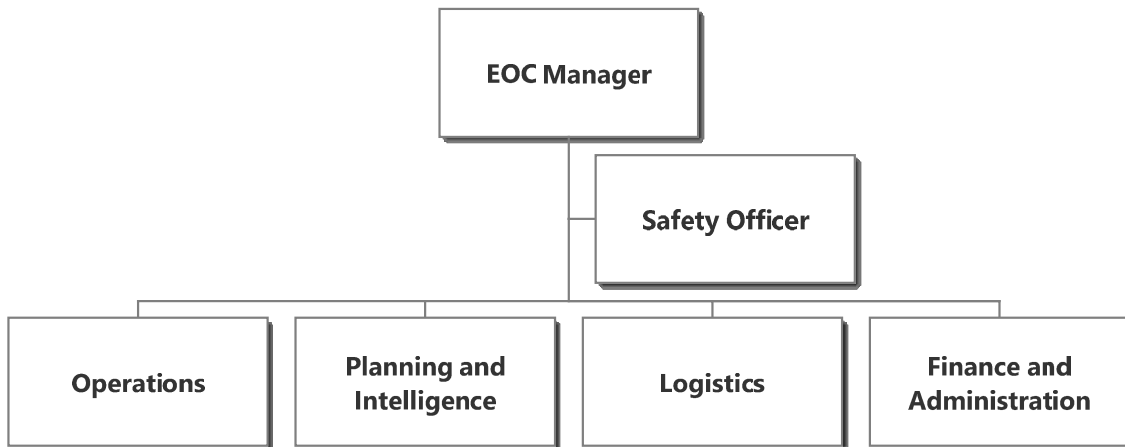 EOC Manager
Safety Officer
Operations
Planning and
Intelligence
Logistics
Finance and
Administration